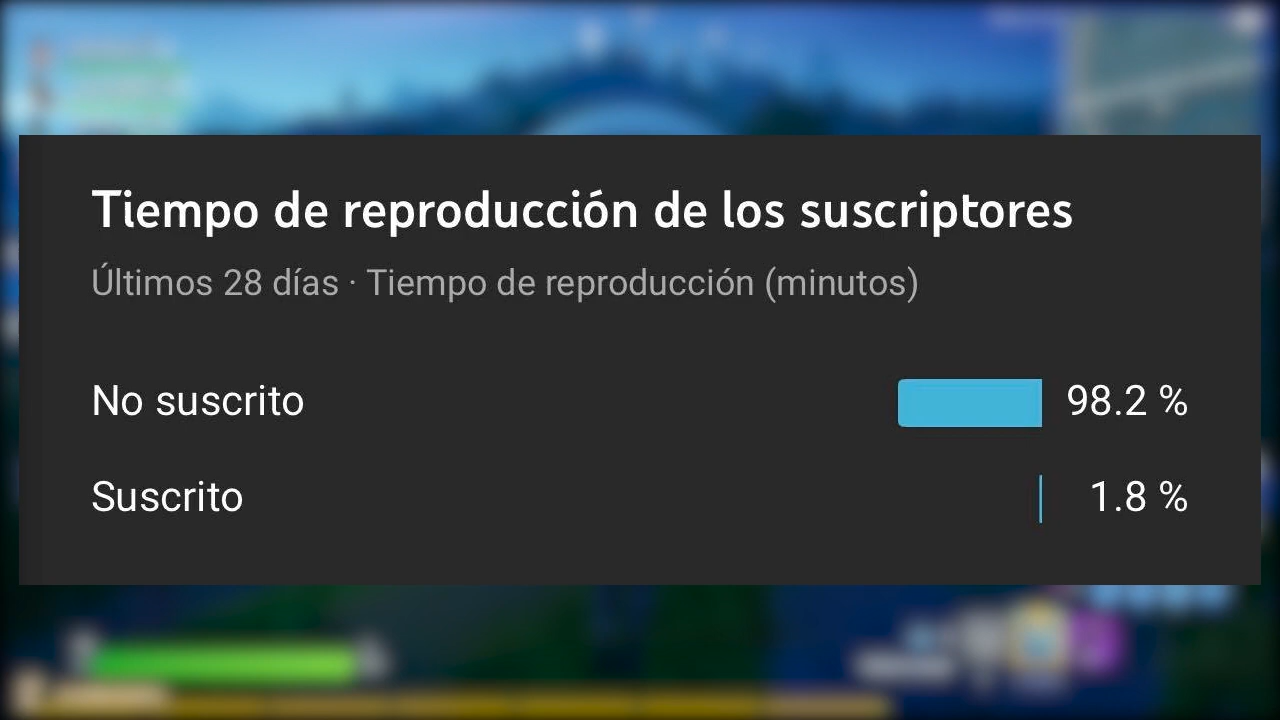 Tiempo de reproducción de los suscriptores
Últimos 28 días · Tiempo de reproducción (minutos)
No suscrito 98.2 %
Suscrito 1.8 %